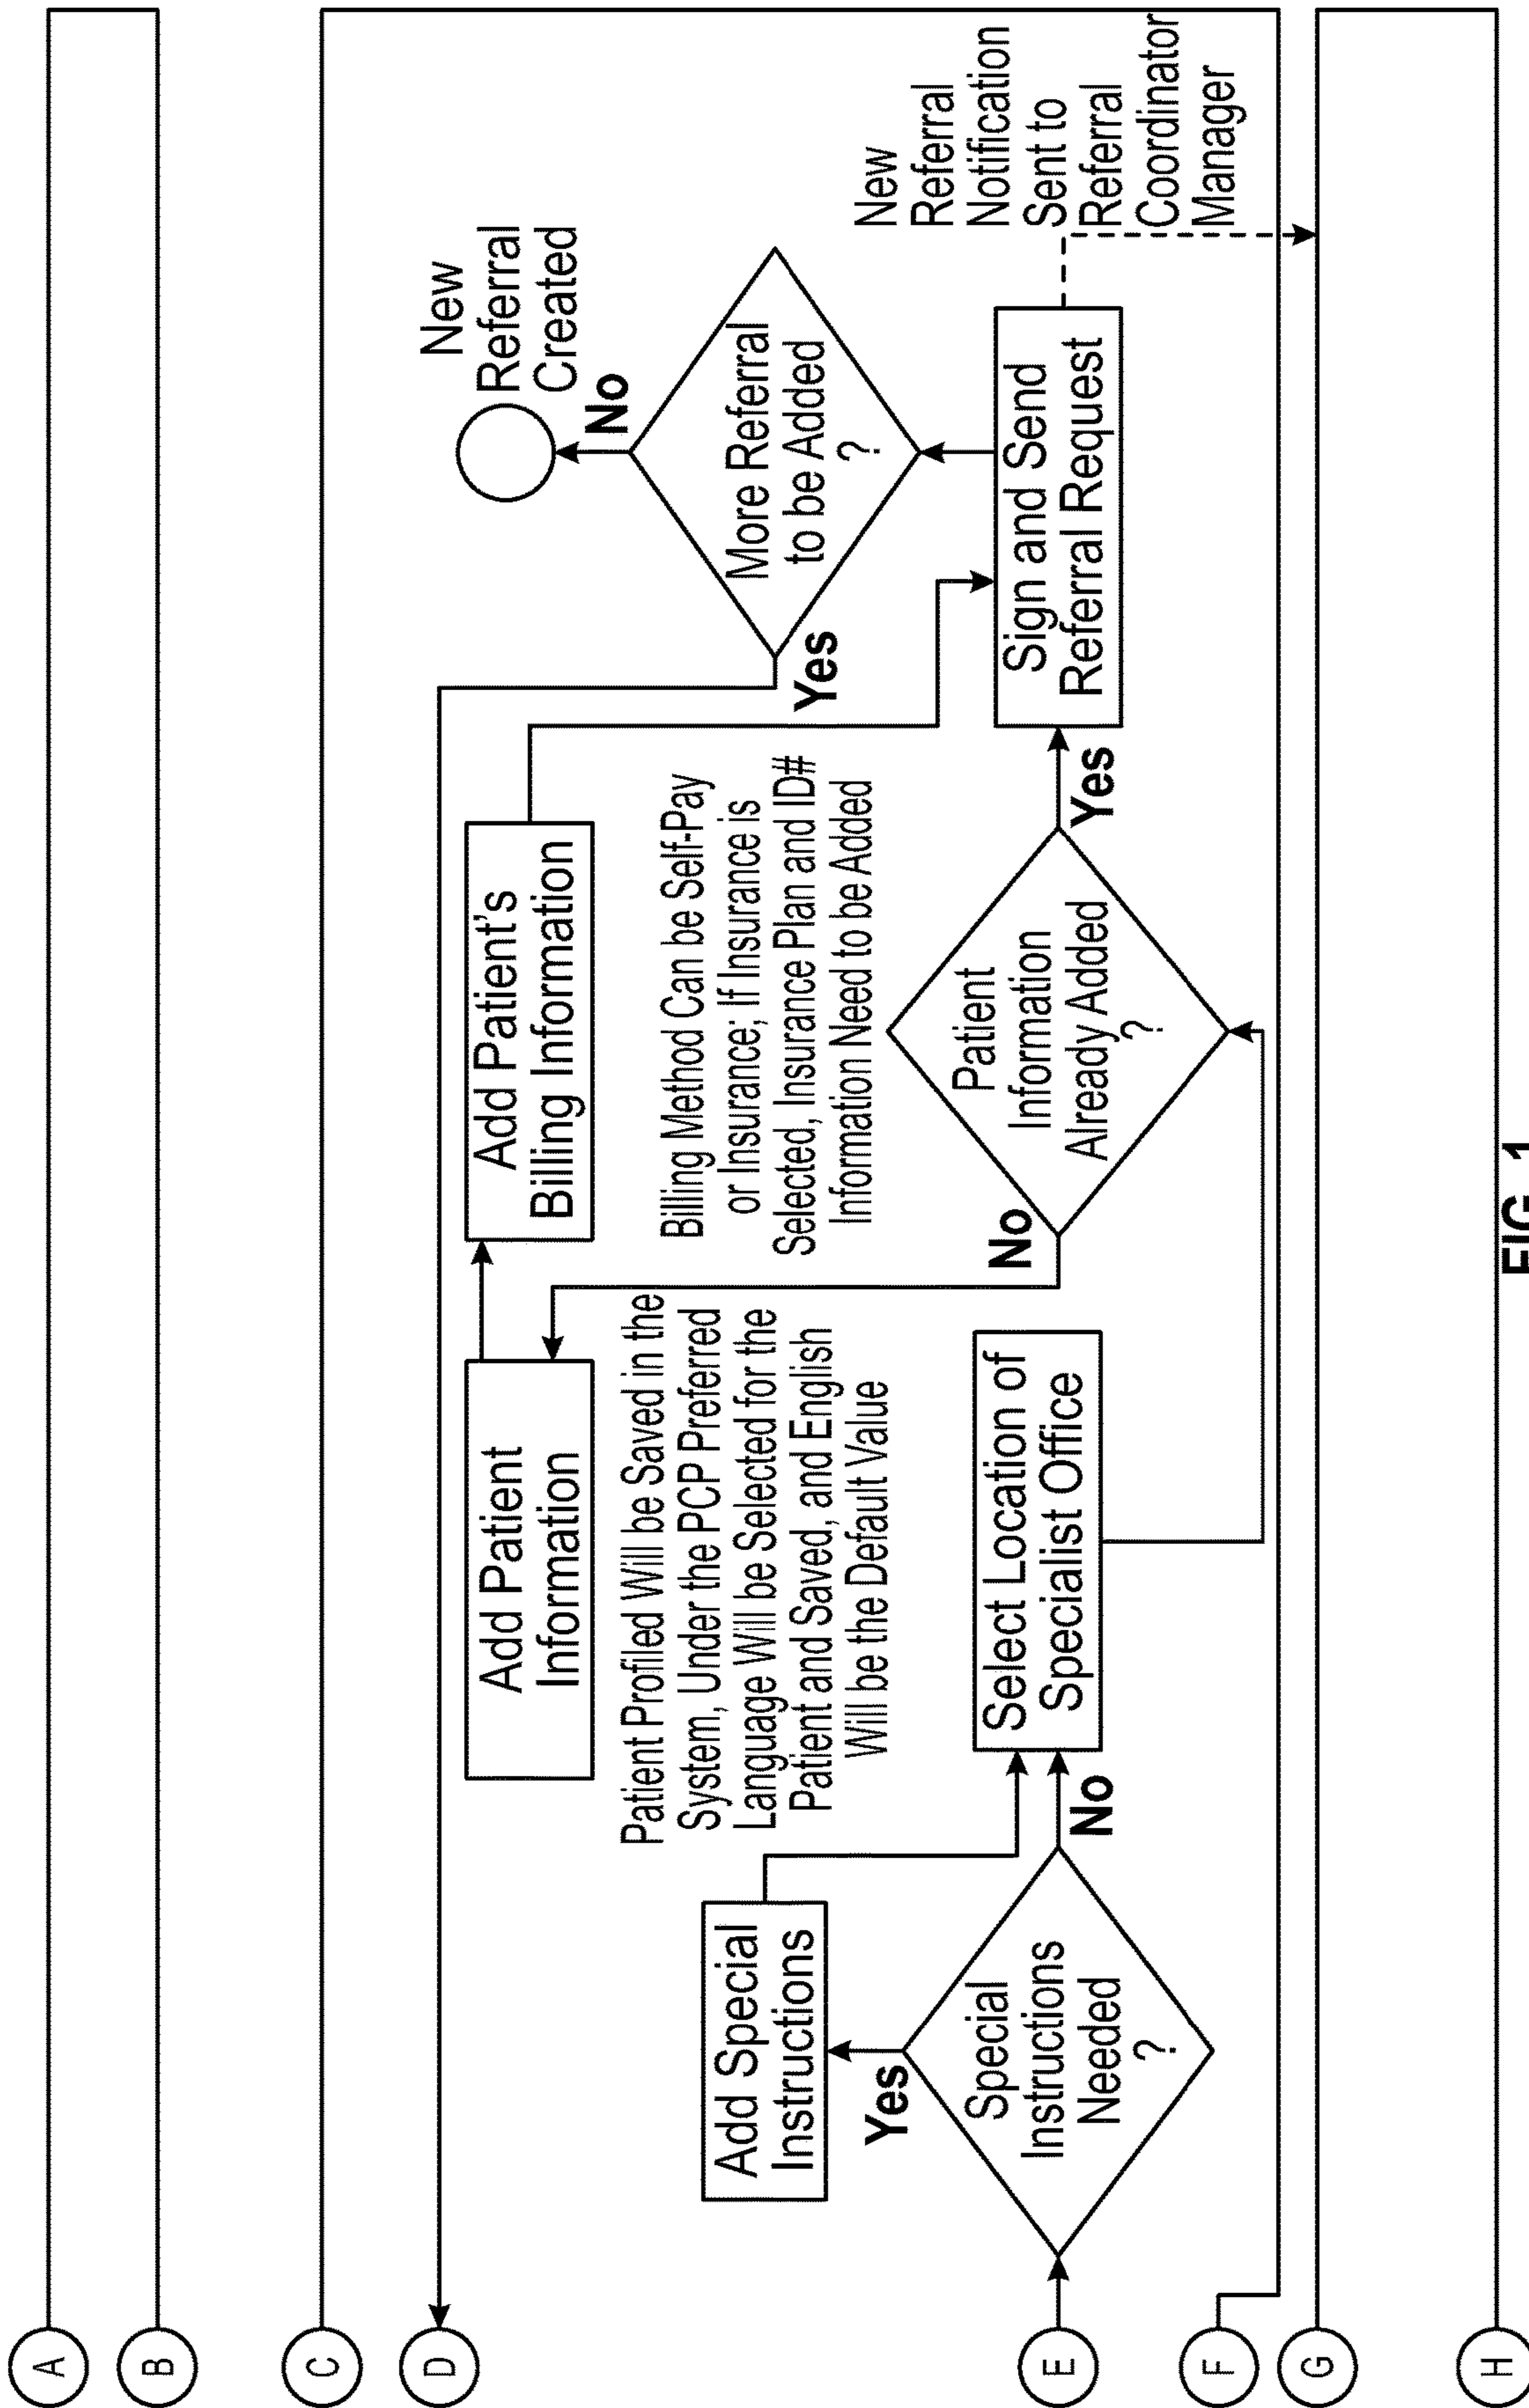 A
B
C
D
E
F
G
H
New
Referral
Created
No
More Referral
to be Added
?
Yes
New
Referral
Notification
Sent to
Referral
Coordinator
Manager
Sign and Send
Referral Request
Add Patient's
Billing Information
Billing Method Can be Self-Pay
or Insurance; If Insurance is
Selected, Insurance Plan and ID#
Information Need to be Added
Patient
Information
Already Added
?
Yes
No
Add Patient
Information
Patient Profiled Will be Saved in the
System, Under the PCP Preferred
Language Will be Selected for the
Patient and Saved, and English
Will be the Default Value
Select Location of
Specialist Office
Add Special
Instructions
Yes
Special
Instructions
Needed
?
No
FIG. 1